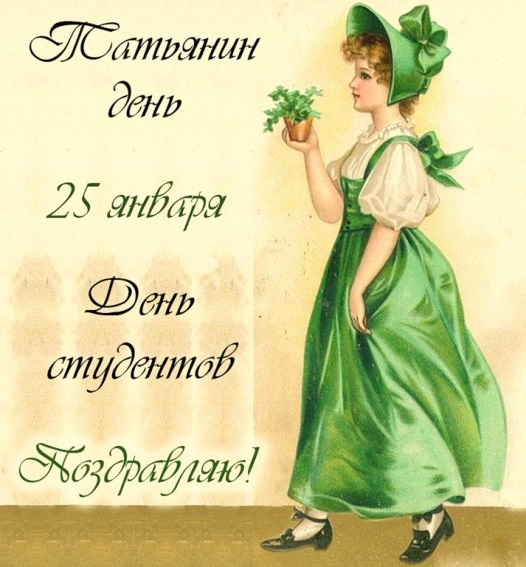 Татьянин
день
25 января
День
студентов
Поздравляю!